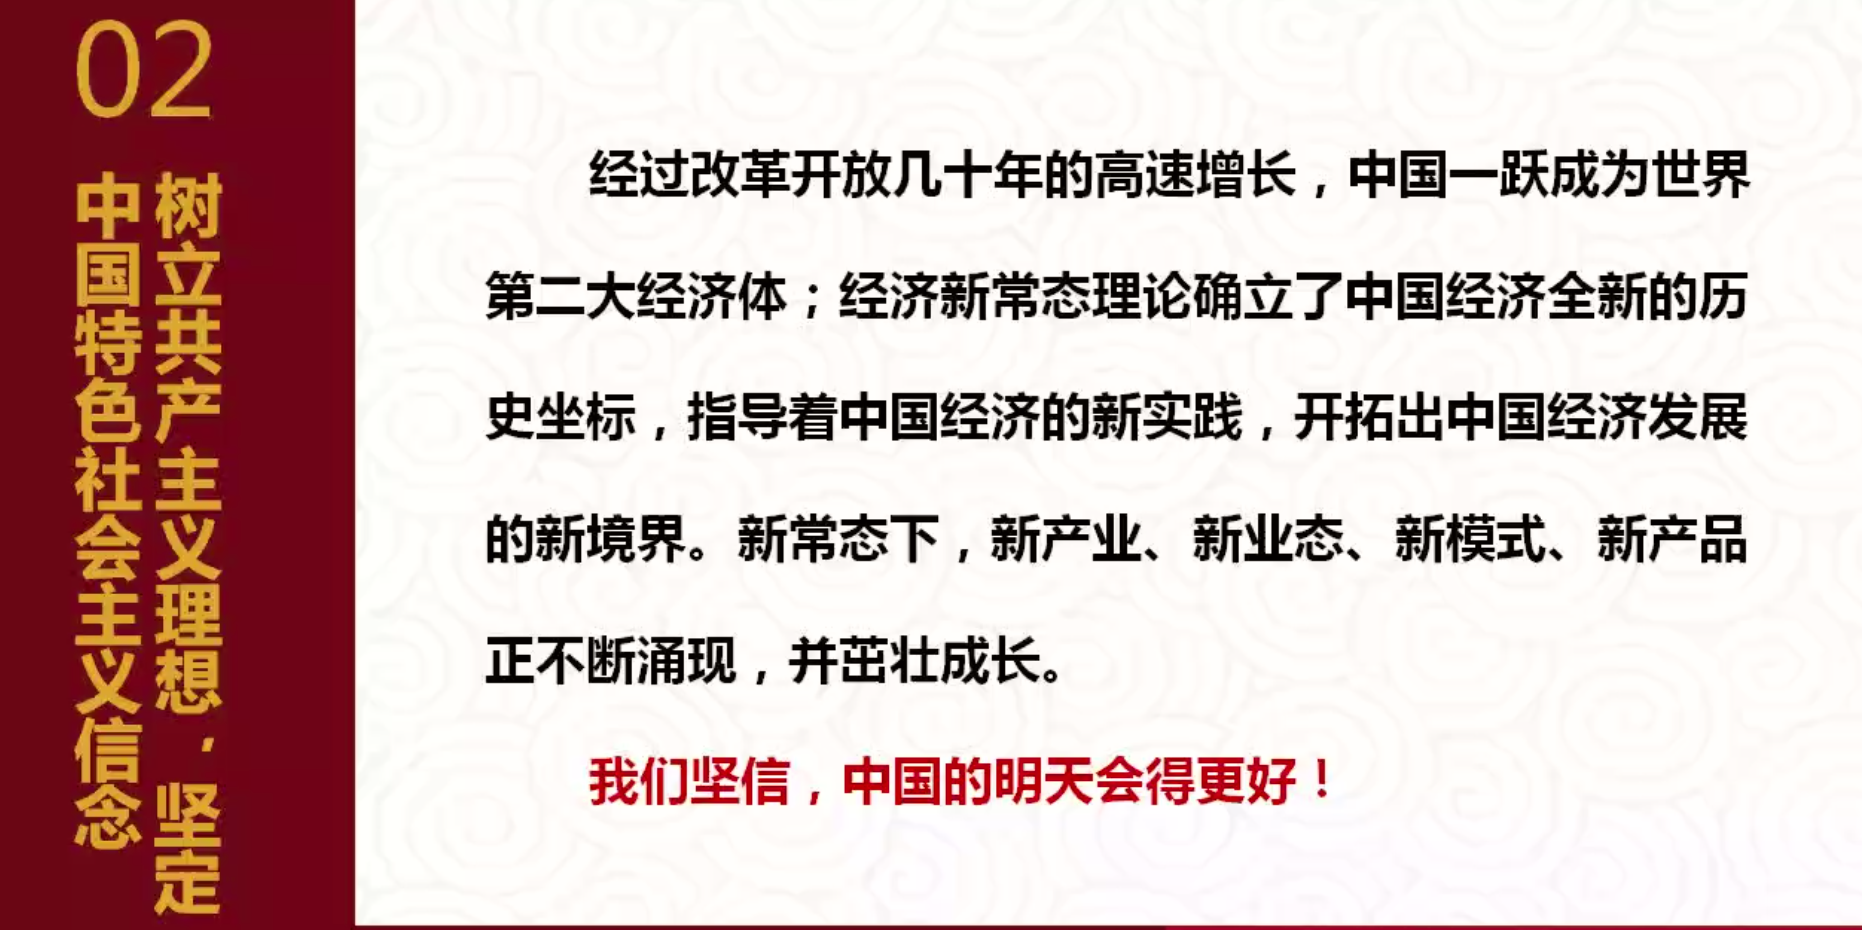 02
树立共产主义理想，坚定
中国特色社会主义信念
经过改革开放几十年的高速增长，中国一跃成为世界
第二大经济体；经济新常态理论确立了中国经济全新的历
史坐标，指导着中国经济的新实践，开拓出中国经济发展
的新境界。新常态下，新产业、新业态、新模式、新产品
正不断涌现，并茁壮成长。
我们坚信，中国的明天会得更好！